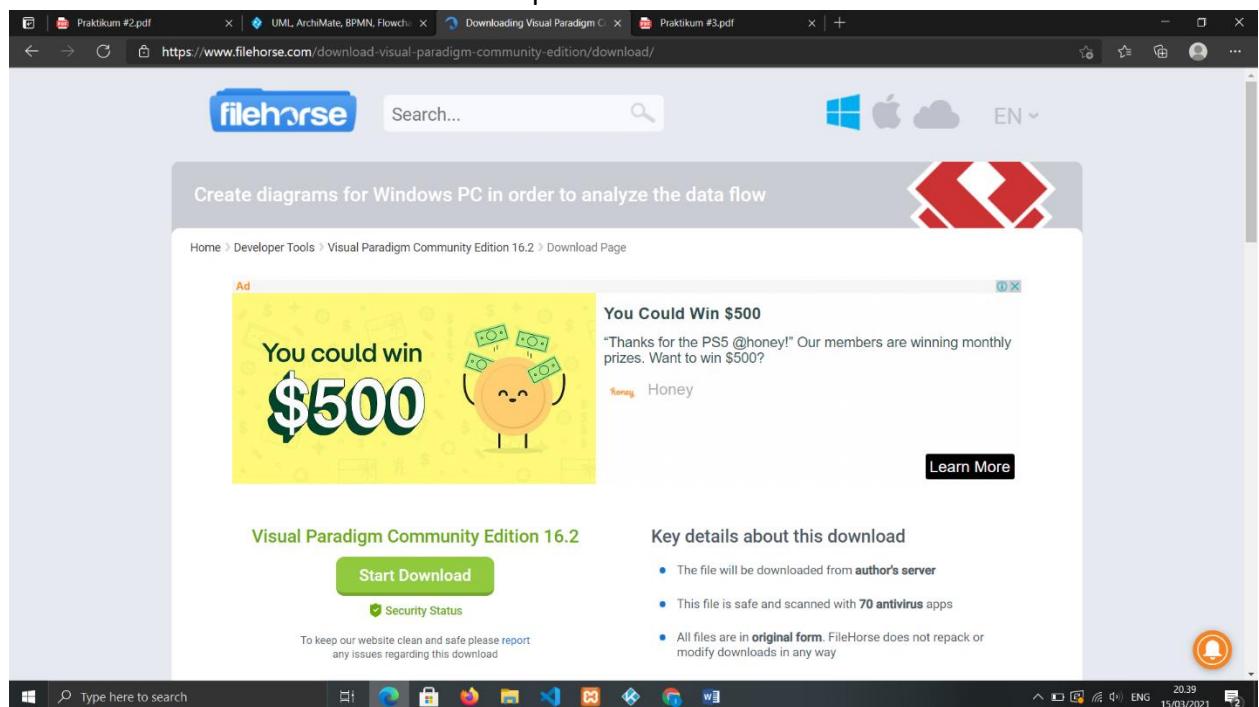 Praktikum #2.pdf
UML, ArchiMate, BPMN, Flowcha
Downloading Visual Paradigm C
Praktikum #3.pdf
https://www.filehorse.com/download-visual-paradigm-community-edition/download/
filehorse
Search...
EN
Create diagrams for Windows PC in order to analyze the data flow
Home > Developer Tools > Visual Paradigm Community Edition 16.2 > Download Page
Ad
You could win
$500
You Could Win $500
“Thanks for the PS5 @honey!” Our members are winning monthly
prizes. Want to win $500?
Honey
Honey
Learn More
Visual Paradigm Community Edition 16.2
Start Download
Security Status
To keep our website clean and safe please report
any issues regarding this download
Key details about this download
• The file will be downloaded from author's server
• This file is safe and scanned with 70 antivirus apps
• All files are in original form. FileHorse does not repack or
modify downloads in any way
Type here to search
W
ENG
20.39
15/03/2021
2